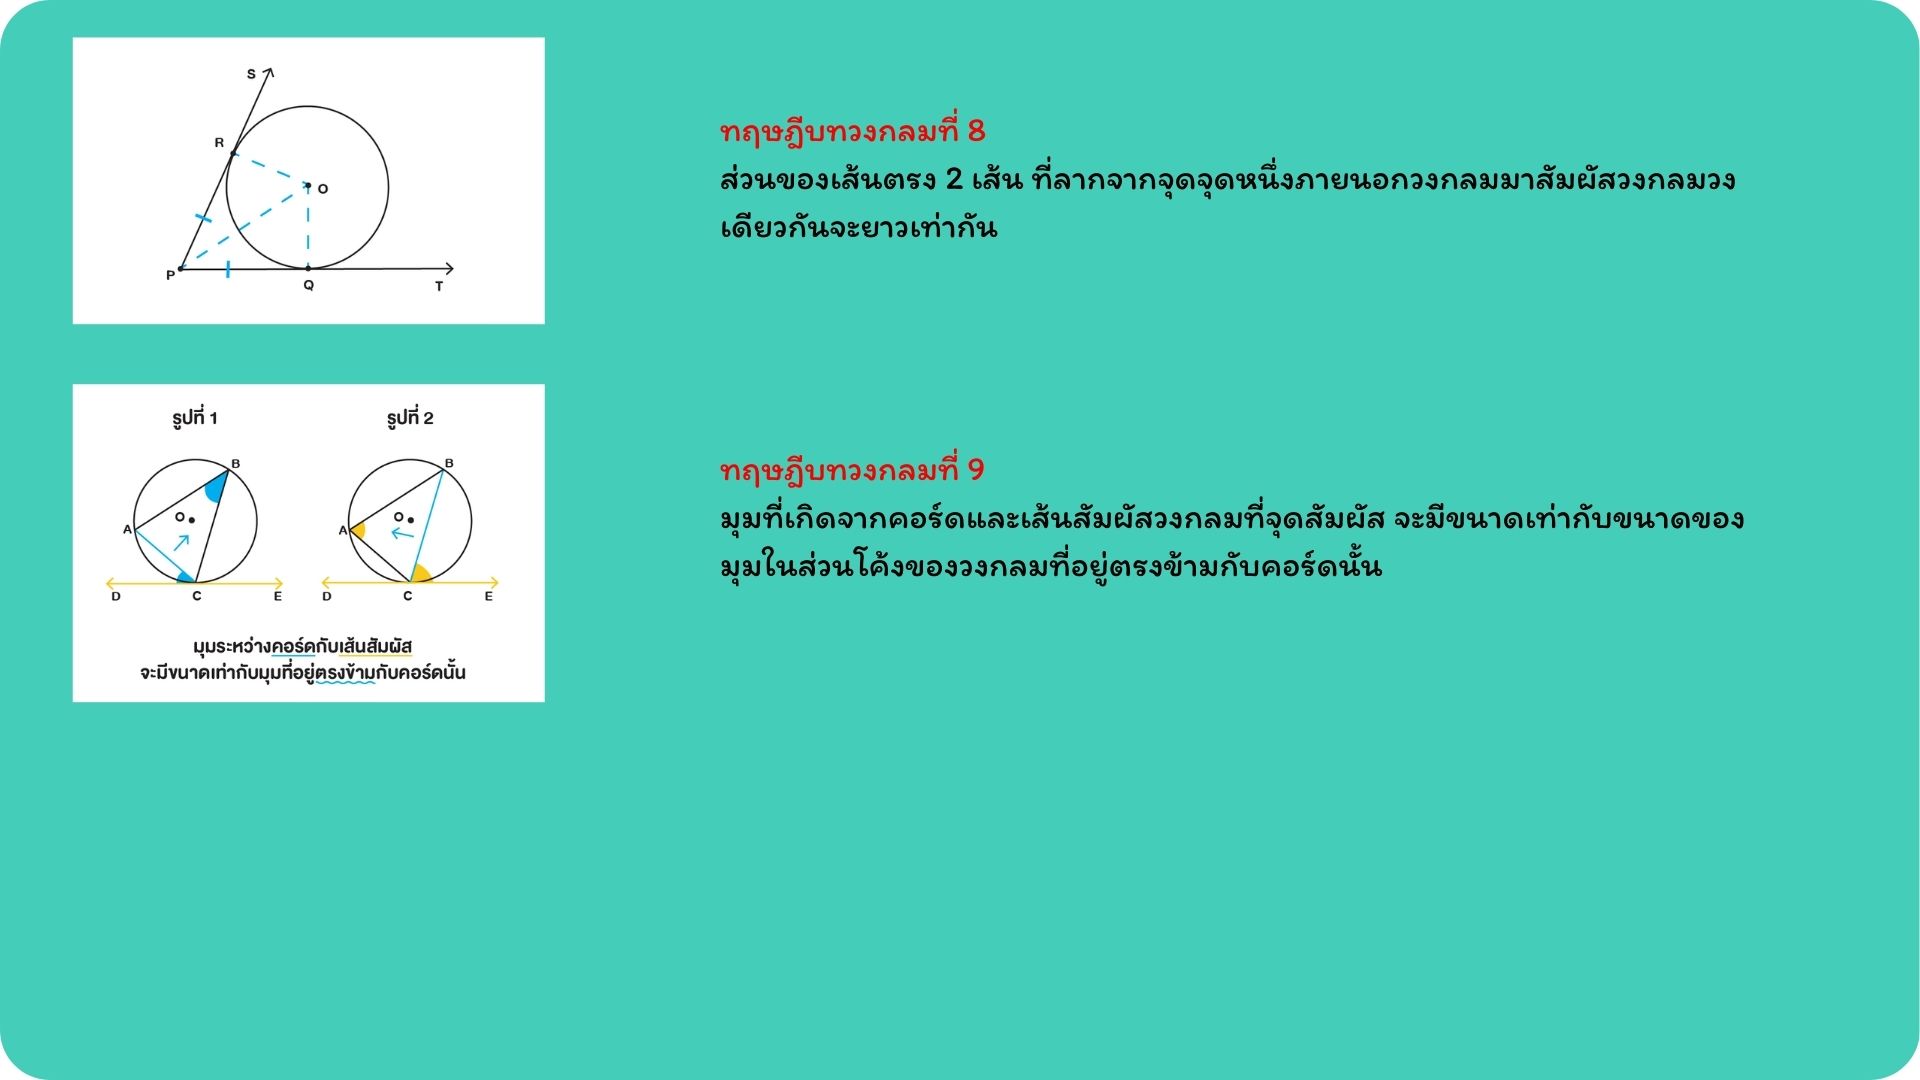 S
R
O
P
Q
T
ทฤษฎีบทวงกลมที่ 8
ส่วนของเส้นตรง 2 เส้น ที่ลากจากจุดจุดหนึ่งภายนอกวงกลมมาสัมผัสวงกลมวง
เดียวกันจะยาวเท่ากัน
รูปที่ 1
รูปที่ 2
B
B
O
O
A
A
D
C
E
D
C
E
มุมระหว่างคอร์ดกับเส้นสัมผัส
จะมีขนาดเท่ากับมุมที่อยู่ตรงข้ามกับคอร์ดนั้น
ทฤษฎีบทวงกลมที่ 9
มุมที่เกิดจากคอร์ดและเส้นสัมผัสวงกลมที่จุดสัมผัส จะมีขนาดเท่ากับขนาดของ
มุมในส่วนโค้งของวงกลมที่อยู่ตรงข้ามกับคอร์ดนั้น